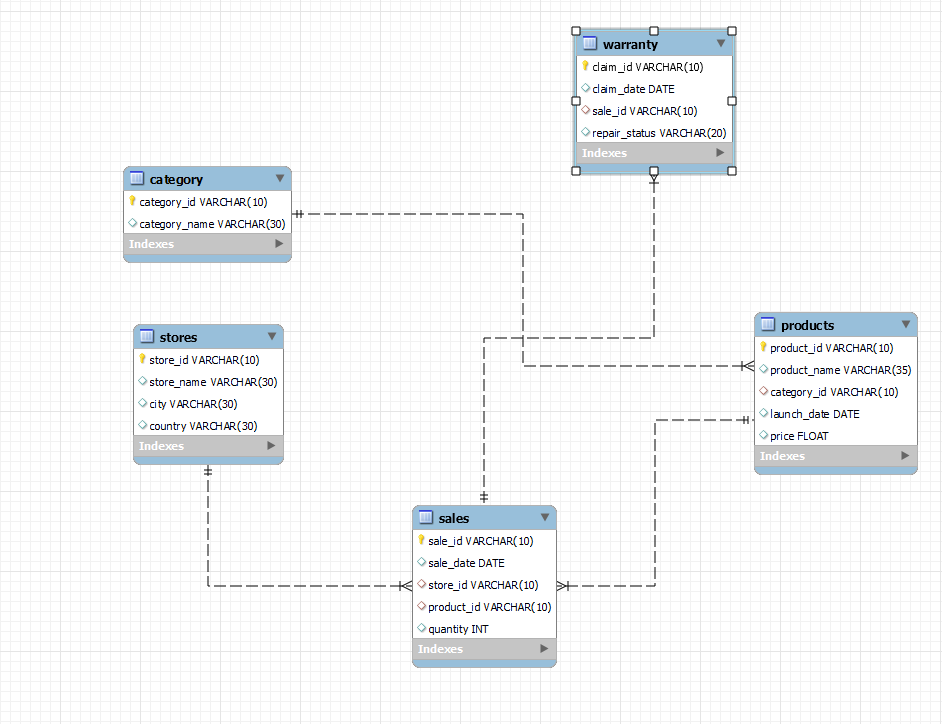 warranty
claim_id VARCHAR(10)
claim_date DATE
sale_id VARCHAR(10)
repair_status VARCHAR(20)
Indexes
category
category_id VARCHAR(10)
category_name VARCHAR(30)
Indexes
stores
store_id VARCHAR(10)
store_name VARCHAR(30)
city VARCHAR(30)
country VARCHAR(30)
Indexes
products
product_id VARCHAR(10)
product_name VARCHAR(35)
category_id VARCHAR(10)
launch_date DATE
price FLOAT
Indexes
sales
sale_id VARCHAR(10)
sale_date DATE
store_id VARCHAR(10)
product_id VARCHAR(10)
quantity INT
Indexes